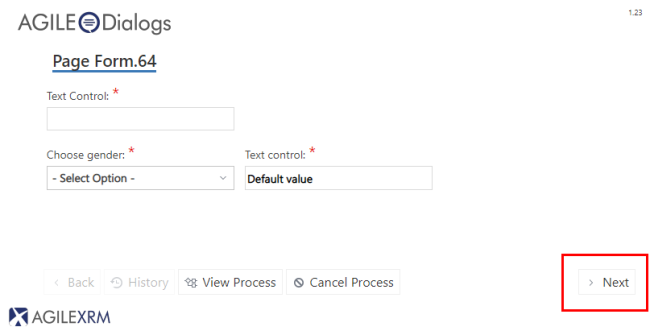 1.23
AGILE Dialogs
Page Form.64
Text Control: *
Choose gender: * Text control: *
- Select Option - Default value
Back History View Process Cancel Process Next
AGILEXRM